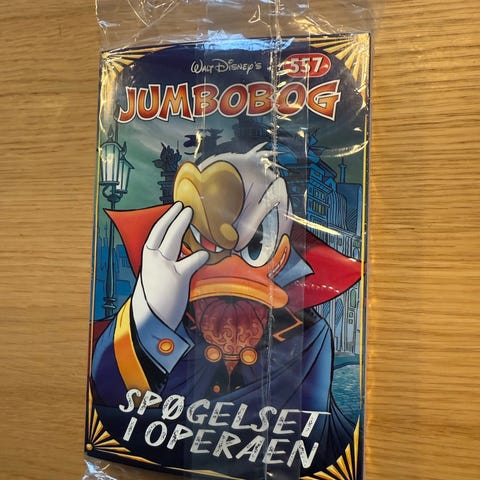 WALT DISNEY'S 557
JUMBOBOG
SPØGELSET
I OPERAEN